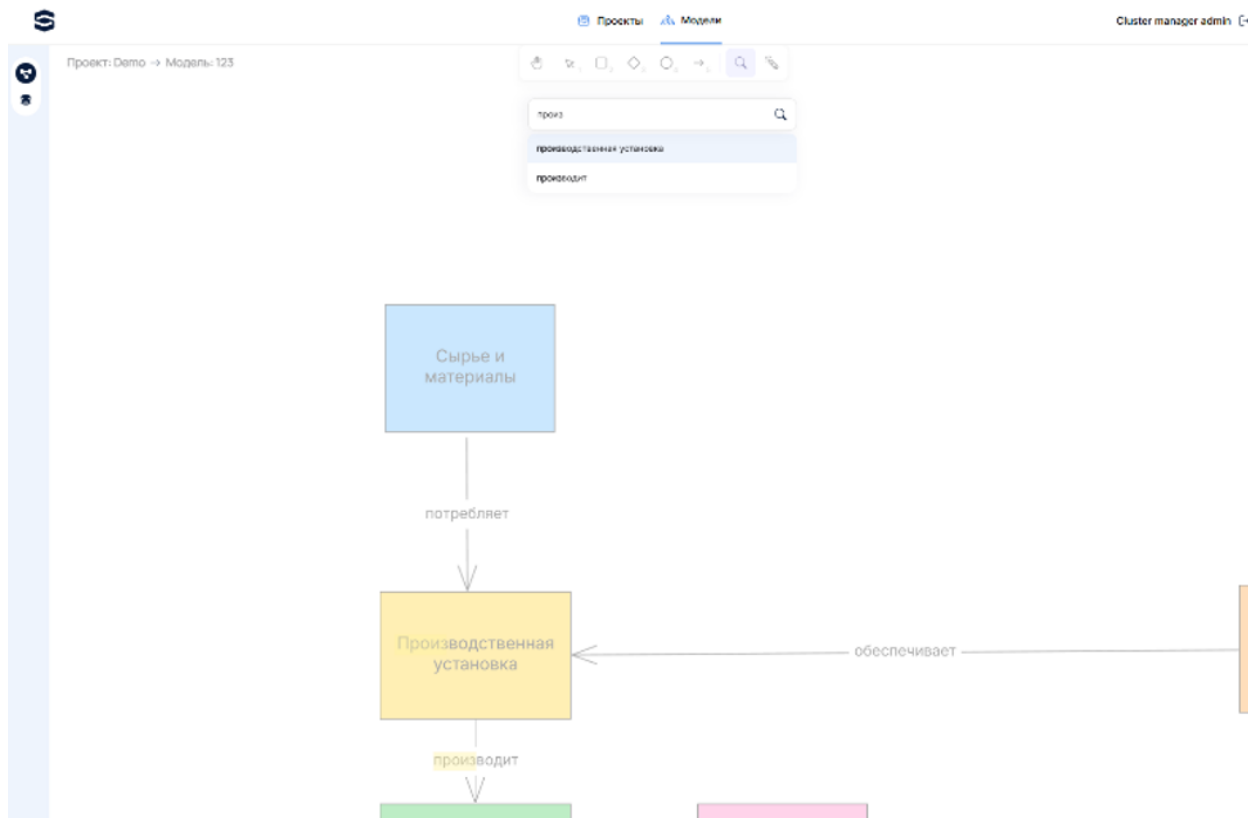 Проекты
Модели
Cluster manager admin
Проект: Demo → Модель: 123
произ
производственная установка
производит
Сырье и
материалы
потребляет
Производственная
установка
обеспечивает
производит